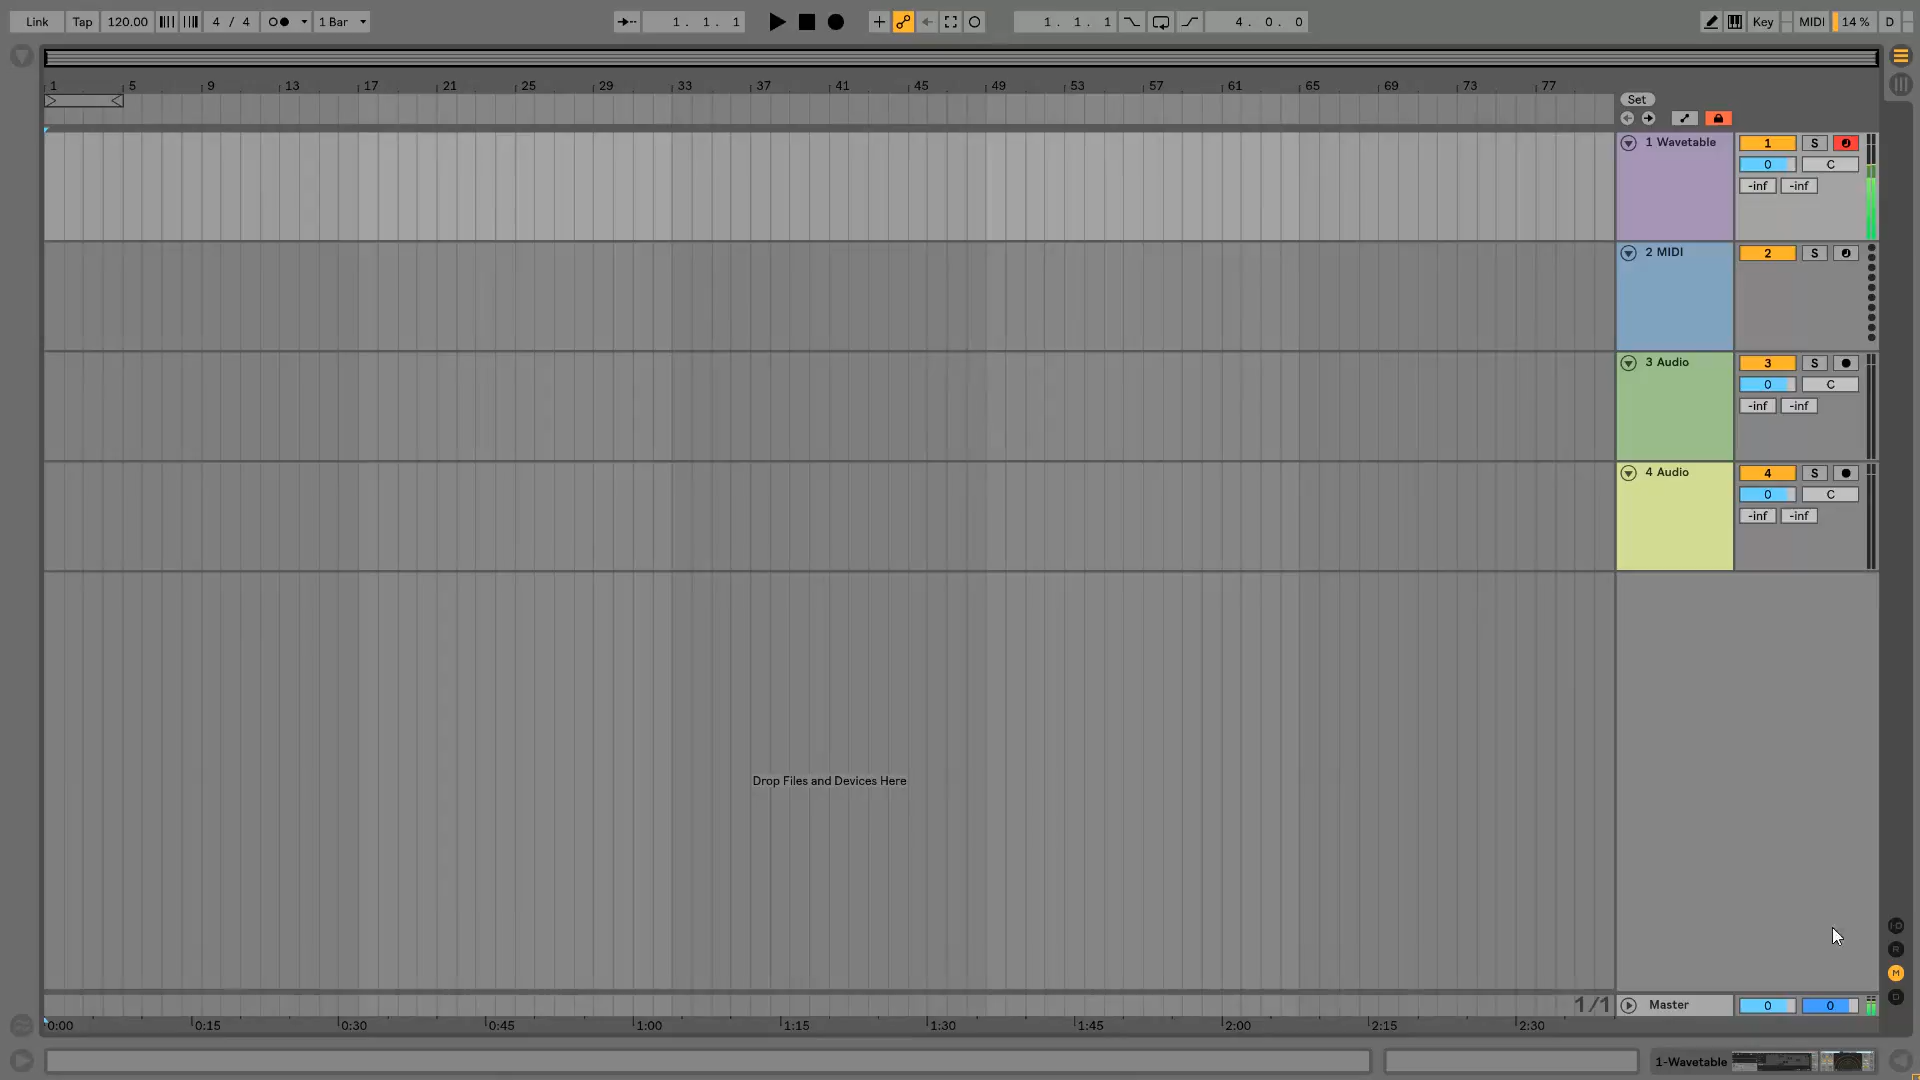 Link Tap 120.00 4 / 4 1 Bar 1. 1. 1 1. 1. 1 4. 0. 0 Key MIDI 14 % D
1 5 9 13 17 21 25 29 33 37 41 45 49 53 57 61 65 69 73 77
Set
1 Wavetable 1 S
0 C
-inf -inf
2 MIDI 2 S
3 Audio 3 S
0 C
-inf -inf
4 Audio 4 S
0 C
-inf -inf
Drop Files and Devices Here
I·O
R
M
D
1/1 Master 0 0
0:00 0:15 0:30 0:45 1:00 1:15 1:30 1:45 2:00 2:15 2:30
1-Wavetable